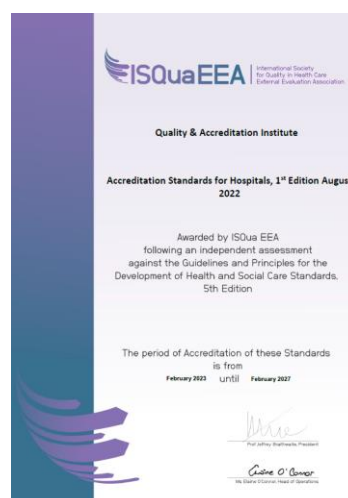 ISQuaEEA
International Society
for Quality in Health Care
External Evaluation Association
Quality & Accreditation Institute
Accreditation Standards for Hospitals, 1st Edition Augus
2022
Awarded by ISQua EEA
following an independent assessment
against the Guidelines and Principles for the
Development of Health and Social Care Standards,
5th Edition
The period of Accreditation of these Standards
is from
February 2023 until February 2027
Prof Jeffrey Braithwaite, President
Elaine O'Connor
Ms Elaine O'Connor, Head of Operations